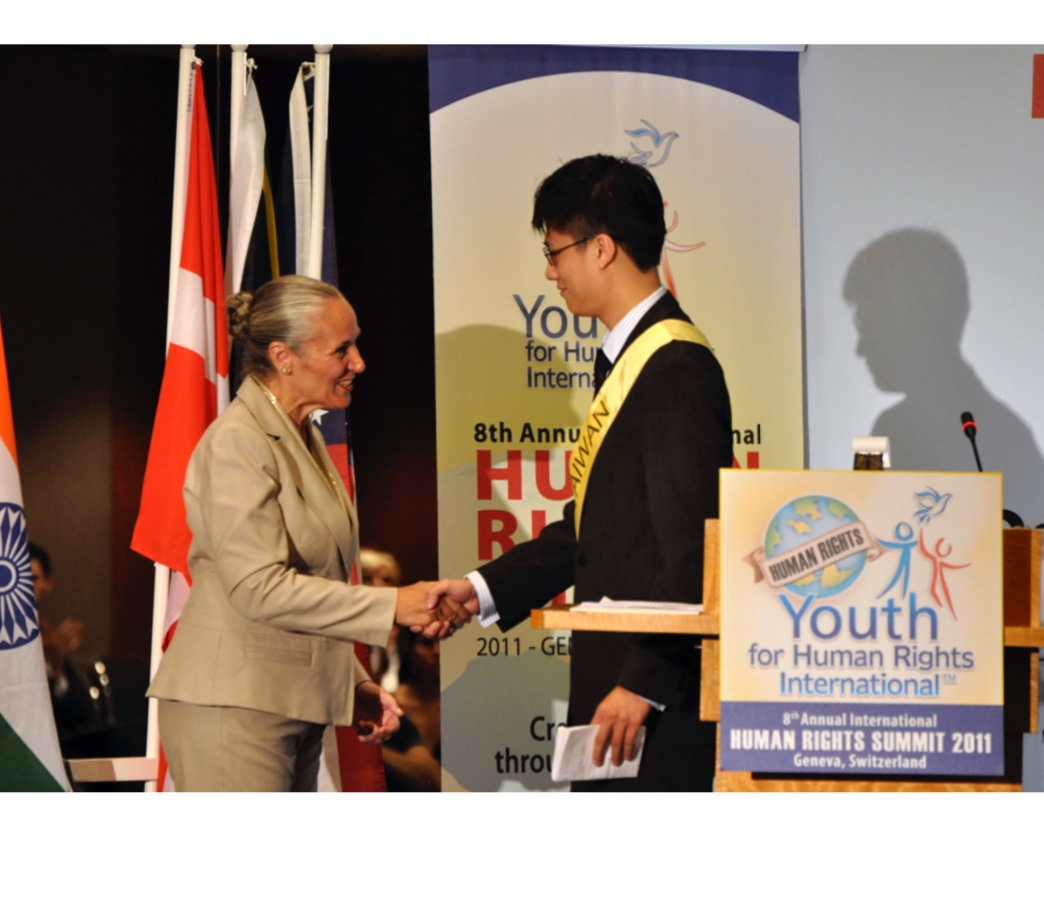 You
for Hu
Interna
8th Annu nal
HU N
RI
2011 - GE
Cr
throu
AIWAN
HUMAN RIGHTS
Youth
for Human Rights
International™
8th Annual International
HUMAN RIGHTS SUMMIT 2011
Geneva, Switzerland